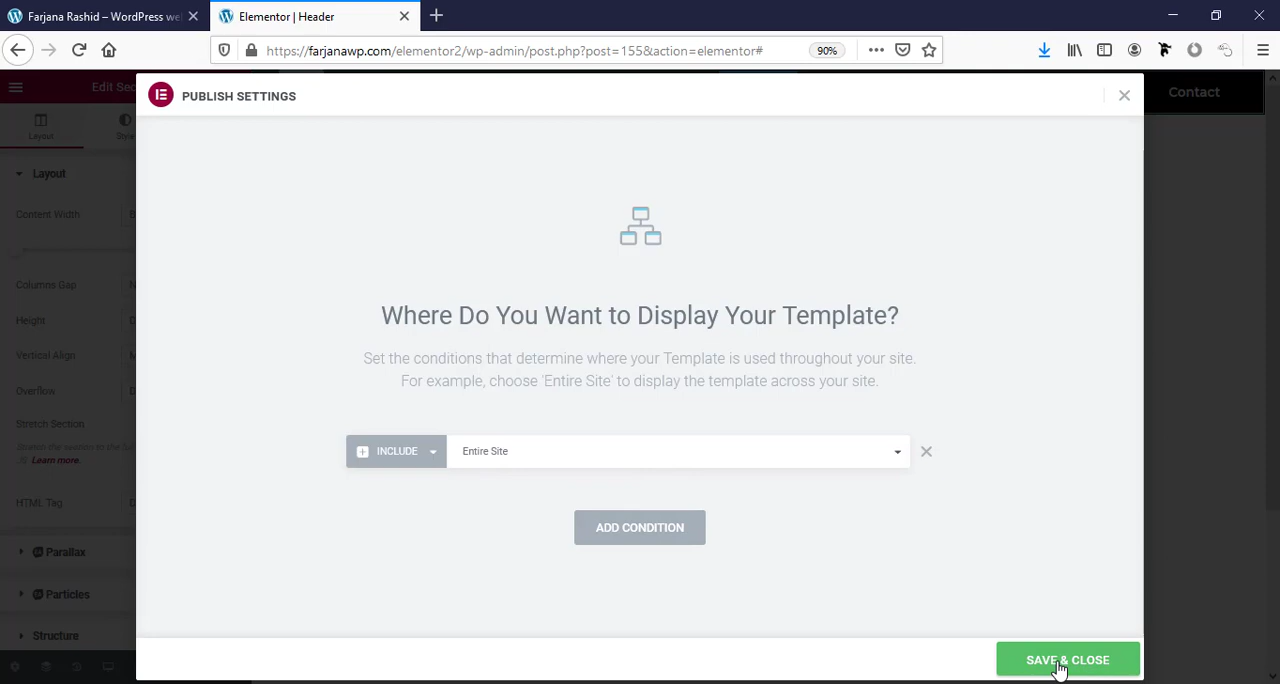 Farjana Rashid – WordPress we
Elementor | Header
https://farjanawp.com/elementor2/wp-admin/post.php?post=155&action=elementor#
90%
Edit Sec
PUBLISH SETTINGS
Contact
Layout
Style
Layout
Content Width
Columns Gap
Height
Vertical Align
Overflow
Stretch Section
Learn more.
HTML Tag
Parallax
Particles
Structure
Where Do You Want to Display Your Template?
Set the conditions that determine where your Template is used throughout your site.
For example, choose 'Entire Site' to display the template across your site.
INCLUDE
Entire Site
ADD CONDITION
SAVE & CLOSE